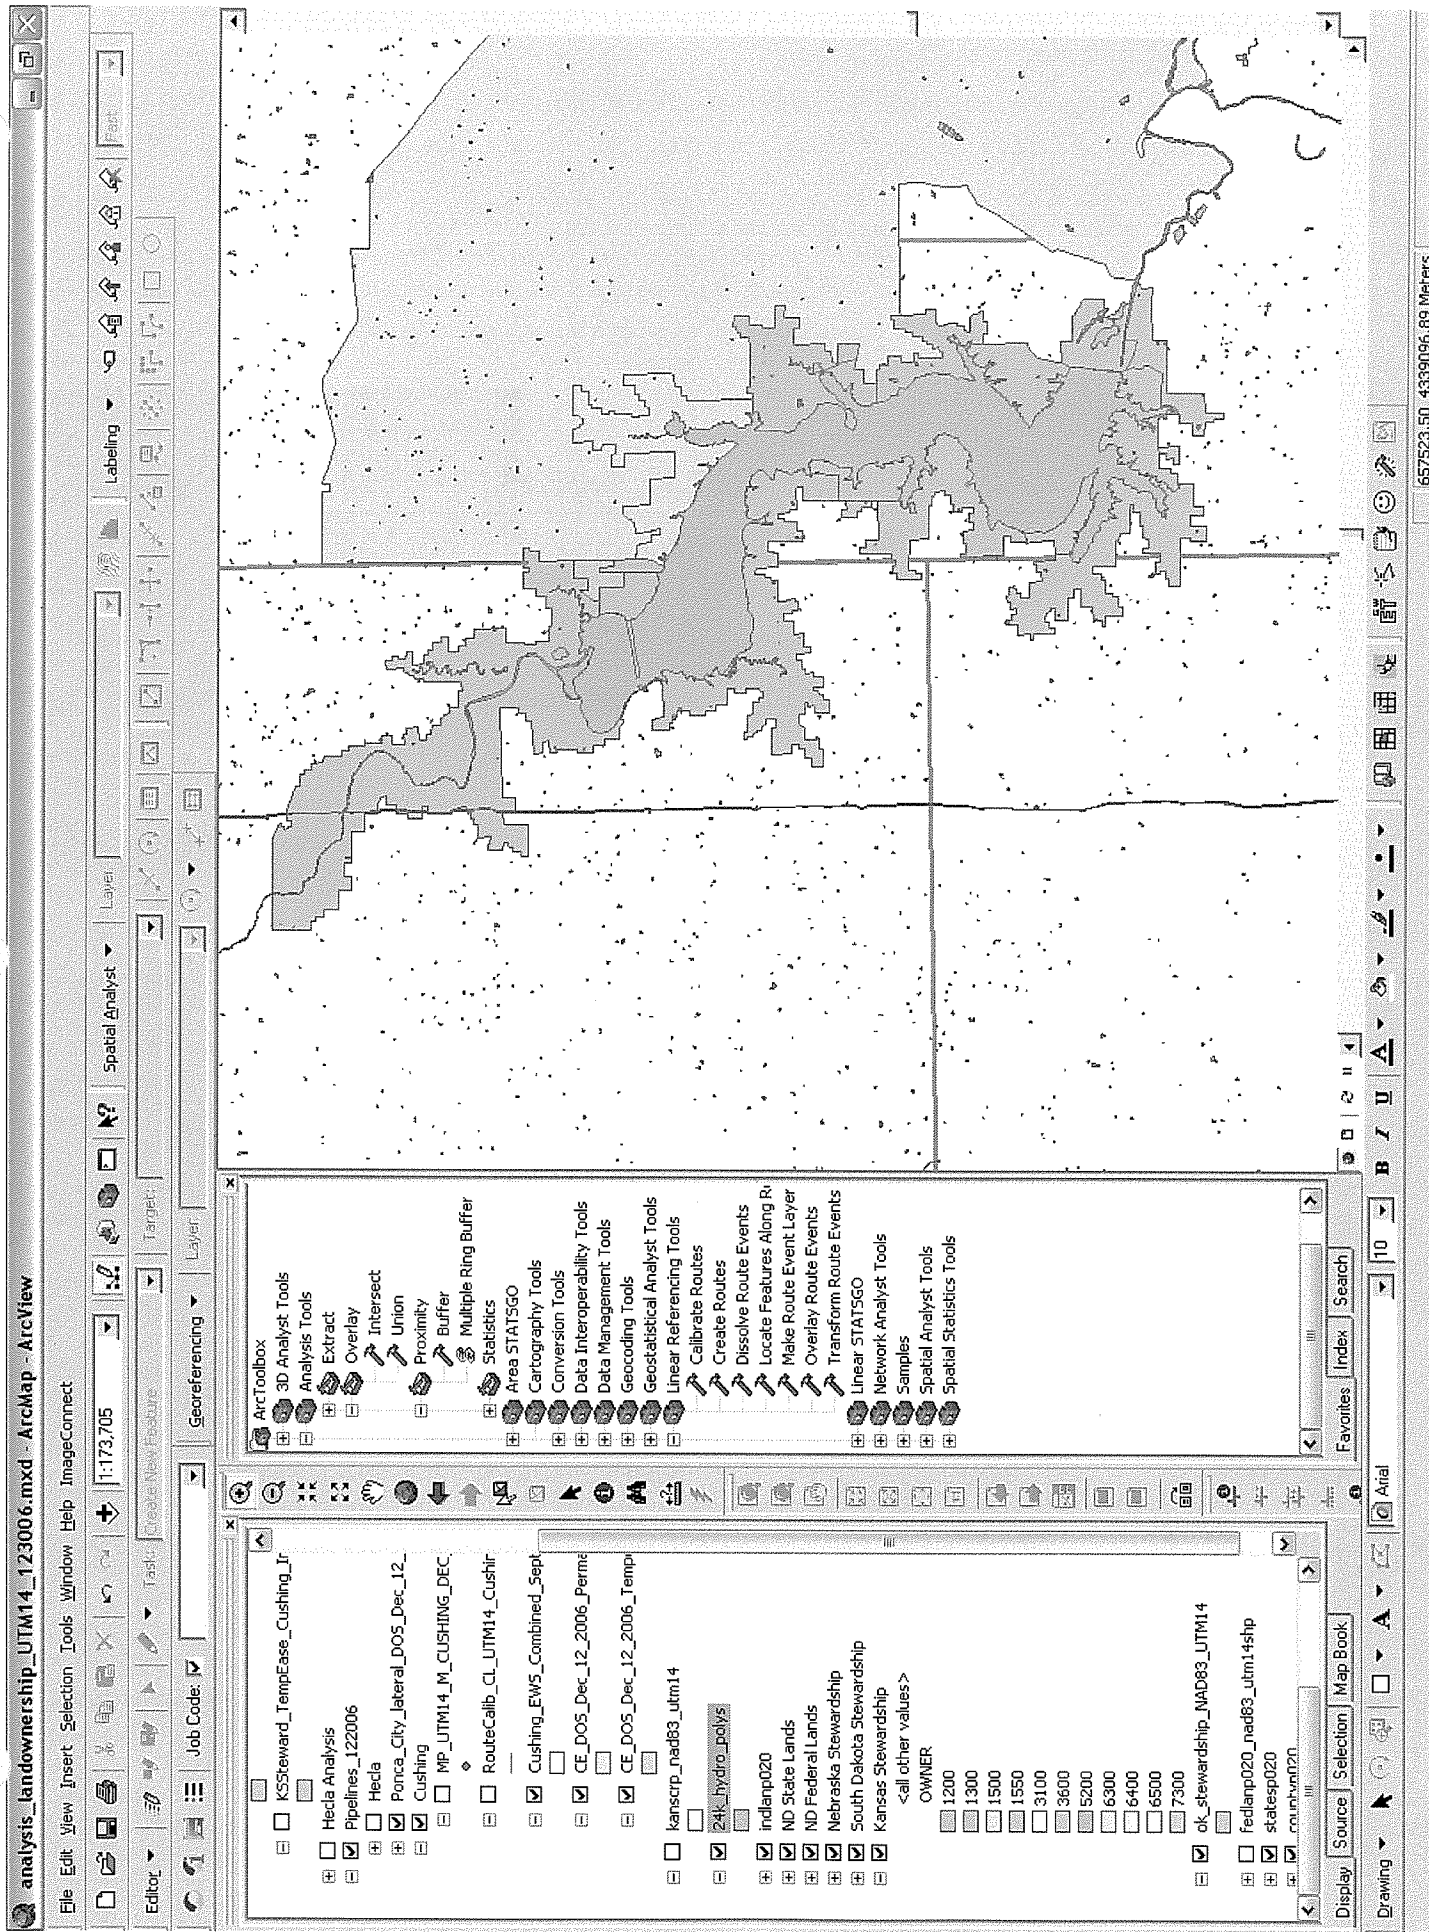 analysis_landownership_UTM14_123006.mxd - ArcMap - ArcView
File Edit View Insert Selection Tools Window Help ImageConnect
1:173,705
Spatial Analyst
Layer:
Labeling
Fast
Editor
Task: Create New Feature
Target:
Job Code:
Georeferencing
Layer:
KSSteward_TempEase_Cushing_Ir
Hecla Analysis
Pipelines_122006
Hecla
Ponca_City_lateral_DOS_Dec_12_
Cushing
MP_UTM14_M_CUSHING_DEC_
RouteCalib_CL_UTM14_Cushir
Cushing_EWS_Combined_Sept
CE_DOS_Dec_12_2006_Perma
CE_DOS_Dec_12_2006_Tempo
kanscrp_nad83_utm14
24k_hydro_polys
indlanp020
ND State Lands
ND Federal Lands
Nebraska Stewardship
South Dakota Stewardship
Kansas Stewardship
<all other values>
OWNER
1200
1300
1500
1550
3100
3600
5200
6300
6400
6500
7300
ok_stewardship_NAD83_UTM14
fedlanp020_nad83_utm14shp
statesp020
countyp020
Display Source Selection Map Book
ArcToolbox
3D Analyst Tools
Analysis Tools
Extract
Overlay
Intersect
Union
Proximity
Buffer
Multiple Ring Buffer
Statistics
Area STATSGO
Cartography Tools
Conversion Tools
Data Interoperability Tools
Data Management Tools
Geocoding Tools
Geostatistical Analyst Tools
Linear Referencing Tools
Calibrate Routes
Create Routes
Dissolve Route Events
Locate Features Along R
Make Route Event Layer
Overlay Route Events
Transform Route Events
Linear STATSGO
Network Analyst Tools
Samples
Spatial Analyst Tools
Spatial Statistics Tools
Favorites Index Search
Drawing
A
Arial
10
B I U
A
657523.50 4339096.89 Meters